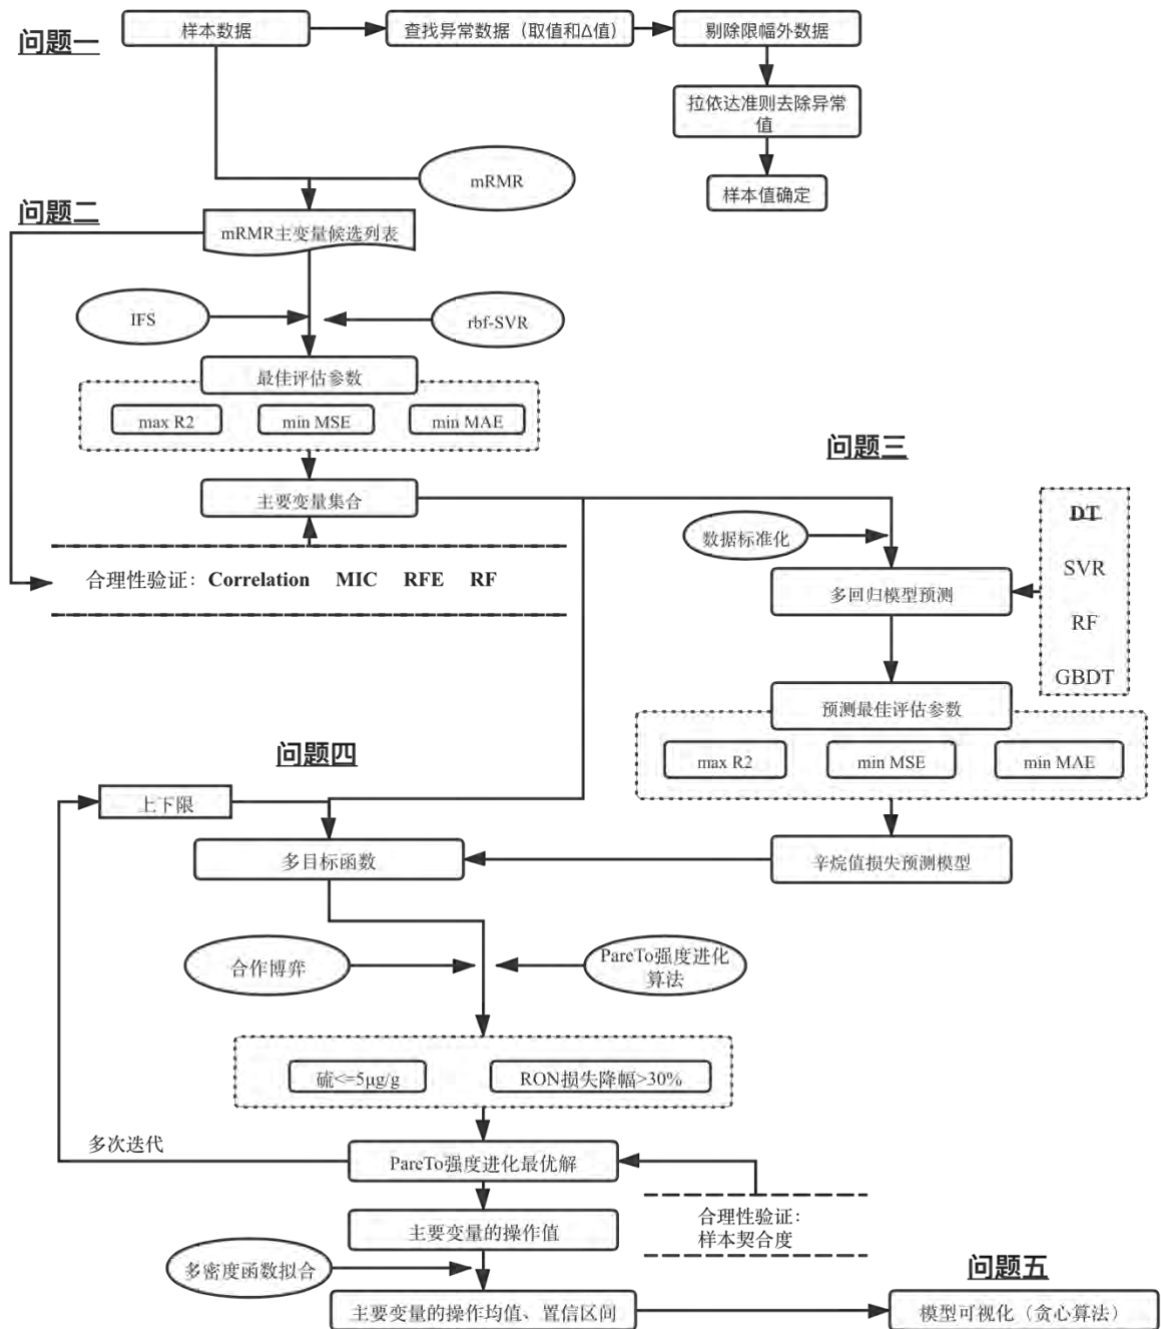 问题一
样本数据
查找异常数据（取值和Δ值）
剔除限幅外数据
拉依达准则去除异常
值
样本值确定
mRMR
问题二
mRMR主变量候选列表
IFS
rbf-SVR
最佳评估参数
max R2
min MSE
min MAE
主要变量集合
合理性验证：Correlation MIC RFE RF
问题三
数据标准化
DT
SVR
RF
GBDT
多回归模型预测
预测最佳评估参数
max R2
min MSE
min MAE
辛烷值损失预测模型
问题四
上下限
多目标函数
合作博弈
PareTo强度进化
算法
硫<=5μg/g
RON损失降幅>30%
多次迭代
PareTo强度进化最优解
合理性验证：
样本契合度
主要变量的操作值
多密度函数拟合
主要变量的操作均值、置信区间
问题五
模型可视化（贪心算法）